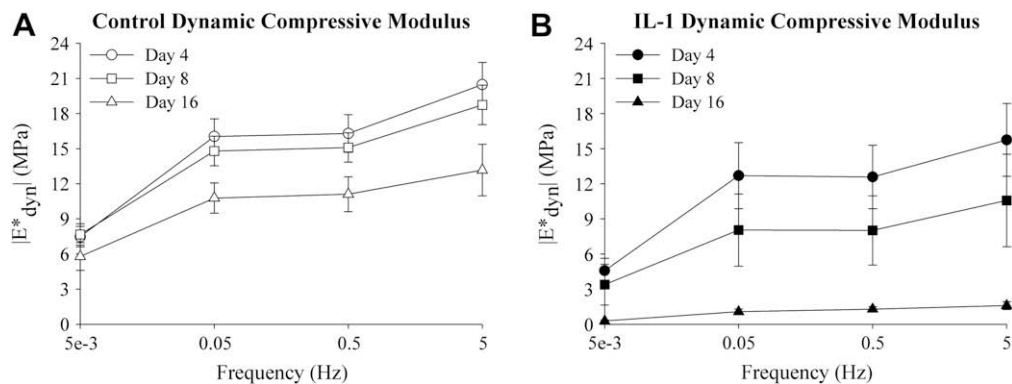 A
Control Dynamic Compressive Modulus
24
21
18
15
12
9
6
3
0
|E*dyn| (MPa)
Day 4
Day 8
Day 16
5e-3
0.05
0.5
5
Frequency (Hz)
B
IL-1 Dynamic Compressive Modulus
24
21
18
15
12
9
6
3
0
|E*dyn| (MPa)
Day 4
Day 8
Day 16
5e-3
0.05
0.5
5
Frequency (Hz)